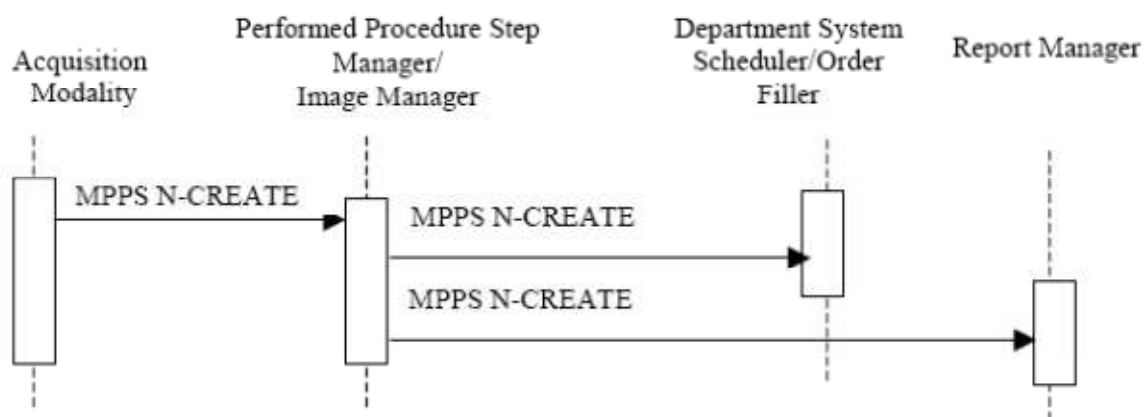 Acquisition
Modality
Performed Procedure Step
Manager/
Image Manager
Department System
Scheduler/Order
Filler
Report Manager
MPPS N-CREATE
MPPS N-CREATE
MPPS N-CREATE